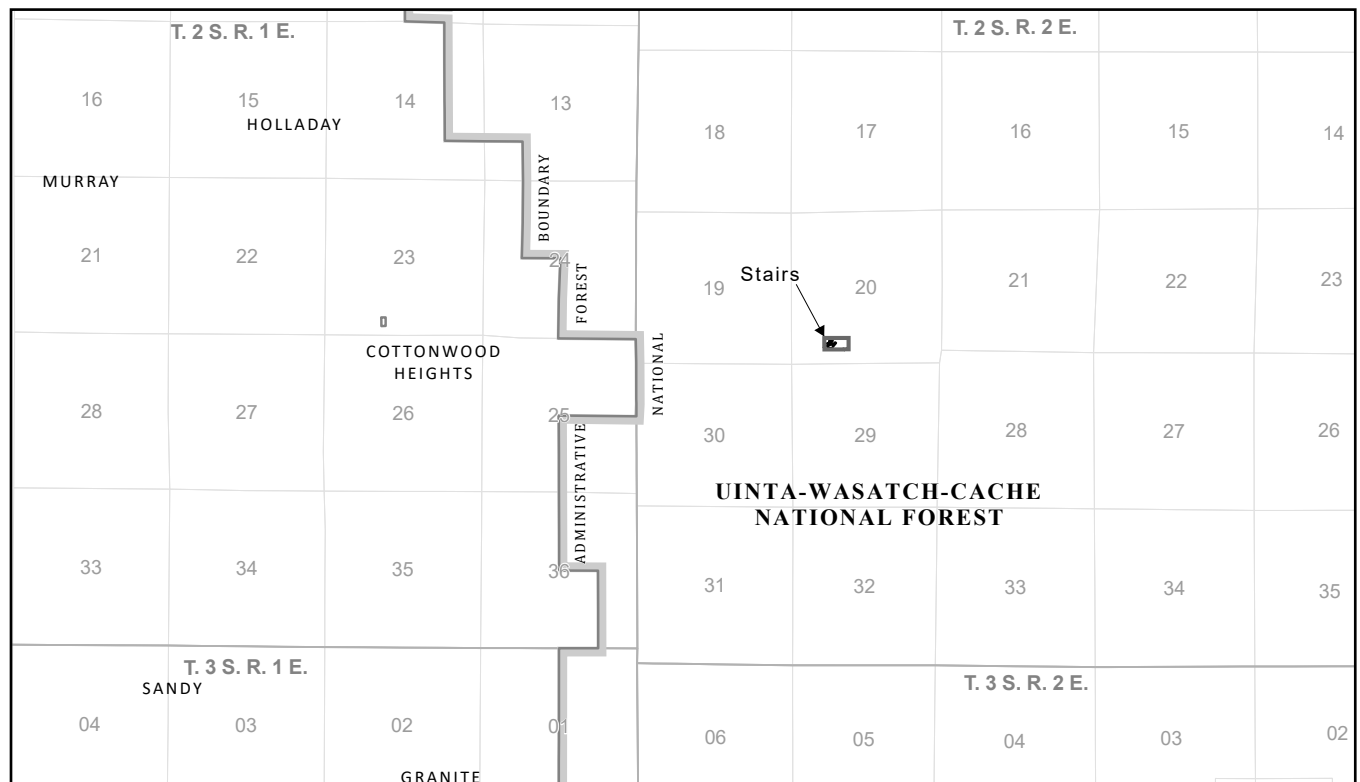 T. 2 S. R. 1 E.
T. 2 S. R. 2 E.
16
15
14
13
HOLLADAY
18
17
16
15
14
MURRAY
BOUNDARY
21
22
23
24
FOREST
19
20
21
22
23
Stairs
COTTONWOOD
HEIGHTS
NATIONAL
28
27
26
25
30
29
28
27
26
ADMINISTRATIVE
UINTA-WASATCH-CACHE
NATIONAL FOREST
33
34
35
36
31
32
33
34
35
T. 3 S. R. 1 E.
T. 3 S. R. 2 E.
SANDY
04
03
02
01
06
05
04
03
02
GRANITE